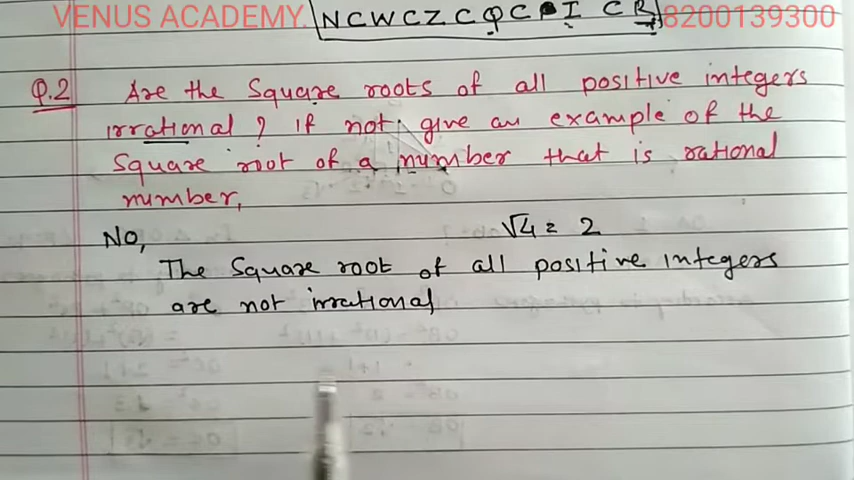 VENUS ACADEMY. NCWCZCQC I CR 8200139300
Q.2 Are the Square roots of all positive integers
irrational ? If not, give an example of the
Square root of a number that is rational
number,
No, √4 = 2
The Square root of all positive integers
are not irrational